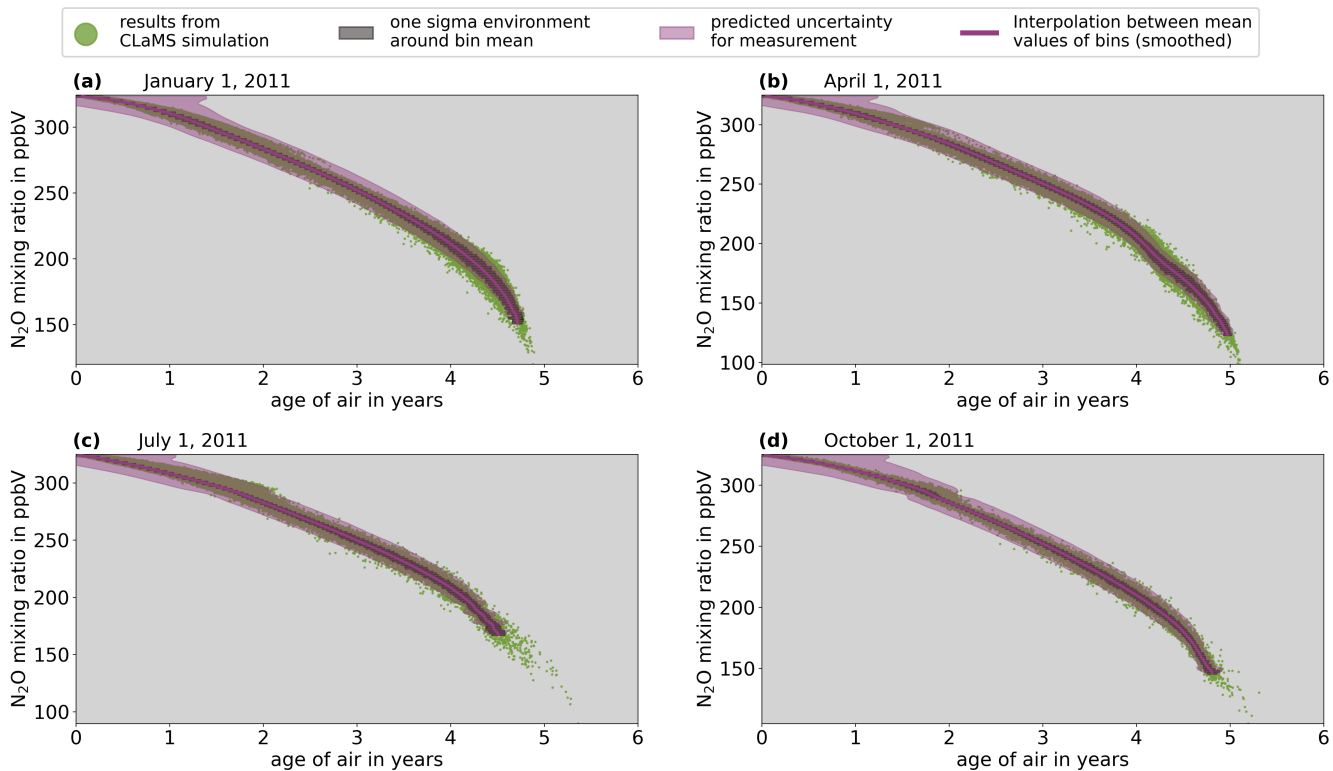 results from
CLaMS simulation
one sigma environment
around bin mean
predicted uncertainty
for measurement
Interpolation between mean
values of bins (smoothed)
(a) January 1, 2011
N₂O mixing ratio in ppbV
300
250
200
150
0 1 2 3 4 5 6
age of air in years
(b) April 1, 2011
N₂O mixing ratio in ppbV
300
250
200
150
100
0 1 2 3 4 5 6
age of air in years
(c) July 1, 2011
N₂O mixing ratio in ppbV
300
250
200
150
100
0 1 2 3 4 5 6
age of air in years
(d) October 1, 2011
N₂O mixing ratio in ppbV
300
250
200
150
0 1 2 3 4 5 6
age of air in years